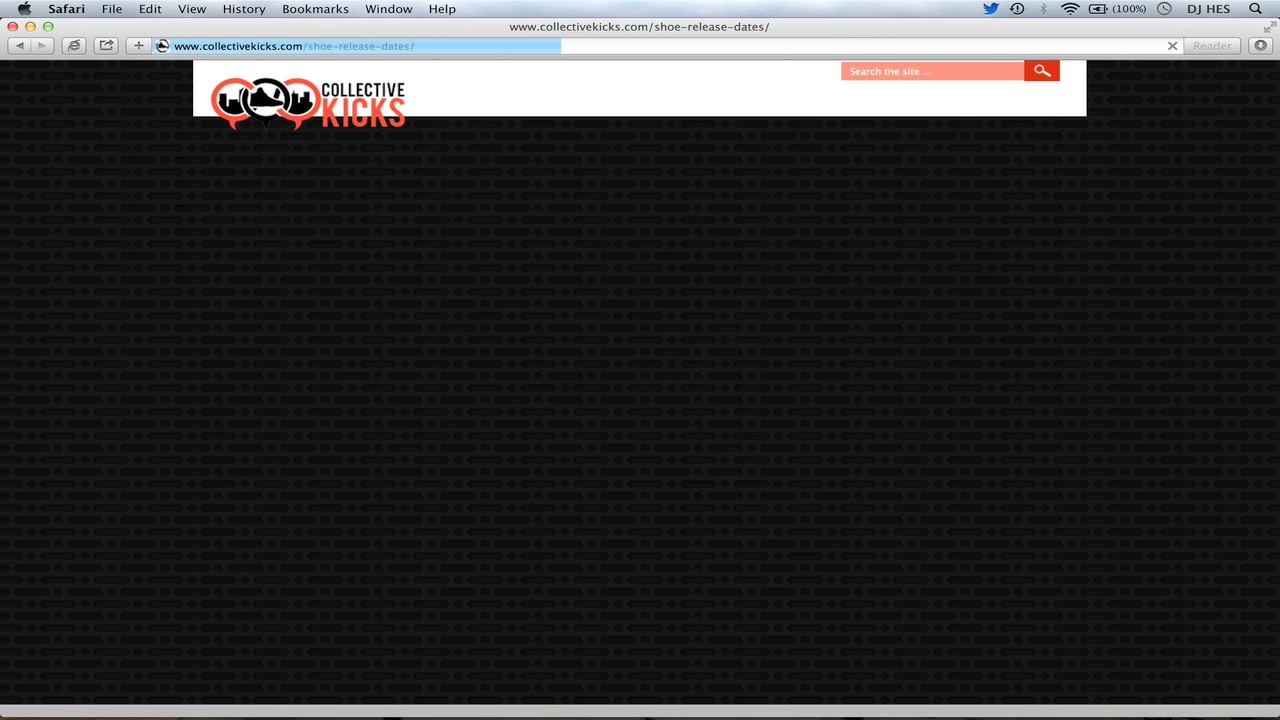 Safari File Edit View History Bookmarks Window Help (100%) DJ HES
www.collectivekicks.com/shoe-release-dates/
www.collectivekicks.com/shoe-release-dates/ Reader
Search the site ...
COLLECTIVE
KICKS